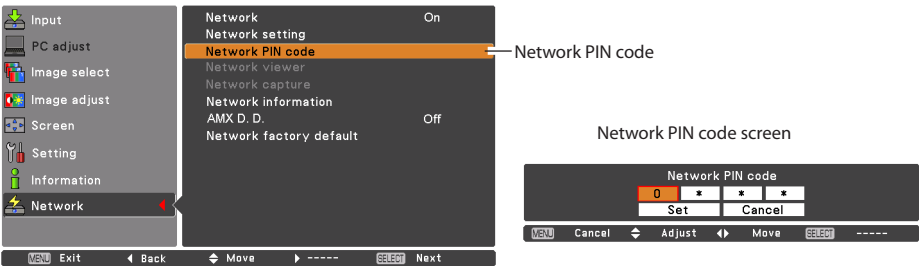 Input
PC adjust
Image select
Image adjust
Screen
Setting
Information
Network
Network On
Network setting
Network PIN code
Network viewer
Network capture
Network information
AMX D. D. Off
Network factory default
MENU Exit Back Move ----- SELECT Next
Network PIN code
Network PIN code screen
Network PIN code
0 * * *
Set Cancel
MENU Cancel Adjust Move SELECT -----